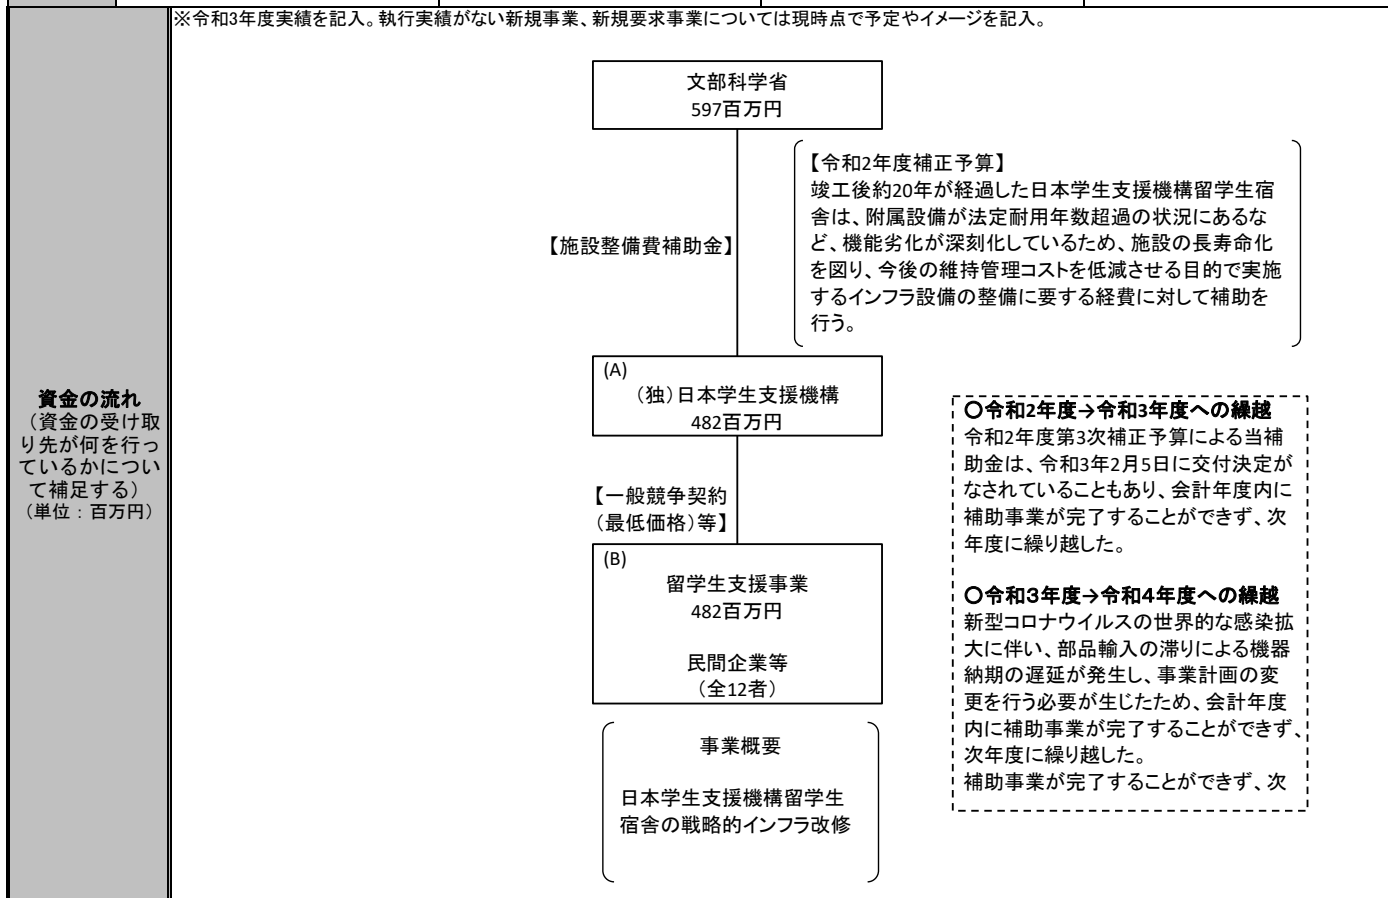 ※令和3年度実績を記入。執行実績がない新規事業、新規要求事業については現時点で予定やイメージを記入。
資金の流れ
（資金の受け取
り先が何を行っ
ているかについ
て補足する）
（単位：百万円）
文部科学省
597百万円
【施設整備費補助金】
【令和2年度補正予算】
竣工後約20年が経過した日本学生支援機構留学生宿
舎は、附属設備が法定耐用年数超過の状況にあるな
ど、機能劣化が深刻化しているため、施設の長寿命化
を図り、今後の維持管理コストを低減させる目的で実施
するインフラ設備の整備に要する経費に対して補助を
行う。
(A)
（独）日本学生支援機構
482百万円
【一般競争契約
（最低価格）等】
(B)
留学生支援事業
482百万円
民間企業等
（全12者）
事業概要
日本学生支援機構留学生
宿舎の戦略的インフラ改修
〇令和2年度→令和3年度への繰越
令和2年度第3次補正予算による当補
助金は、令和3年2月5日に交付決定が
なされていることもあり、会計年度内に
補助事業が完了することができず、次
年度に繰り越した。
〇令和３年度→令和４年度への繰越
新型コロナウイルスの世界的な感染拡
大に伴い、部品輸入の滞りによる機器
納期の遅延が発生し、事業計画の変
更を行う必要が生じたため、会計年度
内に補助事業が完了することができず、
次年度に繰り越した。
補助事業が完了することができず、次